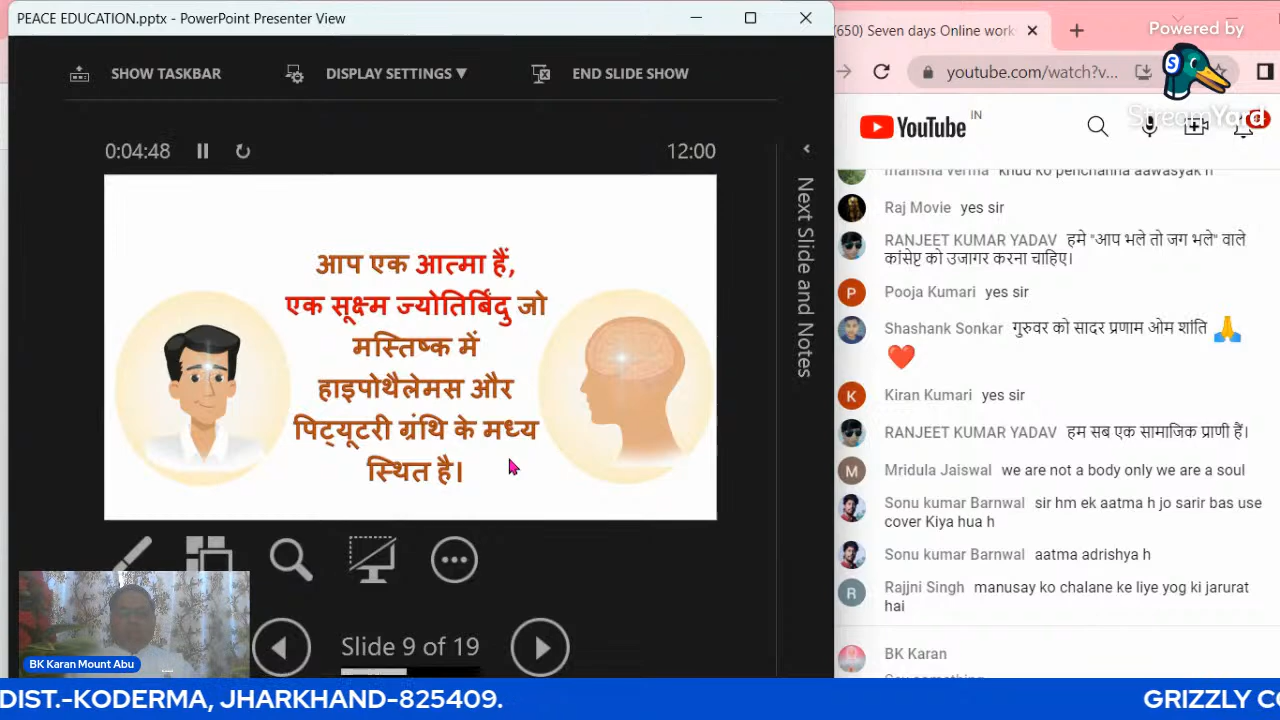 PEACE EDUCATION.pptx - PowerPoint Presenter View
(650) Seven days Online work
Powered by
StreamYard
SHOW TASKBAR
DISPLAY SETTINGS ▼
END SLIDE SHOW
youtube.com/watch?v...
YouTube IN
0:04:48
12:00
Next Slide and Notes
आप एक आत्मा हैं,
एक सूक्ष्म ज्योतिर्बिंदु जो
मस्तिष्क में
हाइपोथैलेमस और
पिट्यूटरी ग्रंथि के मध्य
स्थित है।
manisha verma khud ko pehchanna aawasyak h
Raj Movie yes sir
RANJEET KUMAR YADAV हमे "आप भले तो जग भले" वाले
कांसेप्ट को उजागर करना चाहिए।
Pooja Kumari yes sir
Shashank Sonkar गुरुवर को सादर प्रणाम ओम शांति 🙏
❤️
Kiran Kumari yes sir
RANJEET KUMAR YADAV हम सब एक सामाजिक प्राणी हैं।
Mridula Jaiswal we are not a body only we are a soul
Sonu kumar Barnwal sir hm ek aatma h jo sarir bas use
cover Kiya hua h
Sonu kumar Barnwal aatma adrishya h
Rajjni Singh manusay ko chalane ke liye yog ki jarurat
hai
BK Karan
Slide 9 of 19
BK Karan Mount Abu
DIST.-KODERMA, JHARKHAND-825409.
GRIZZLY CO